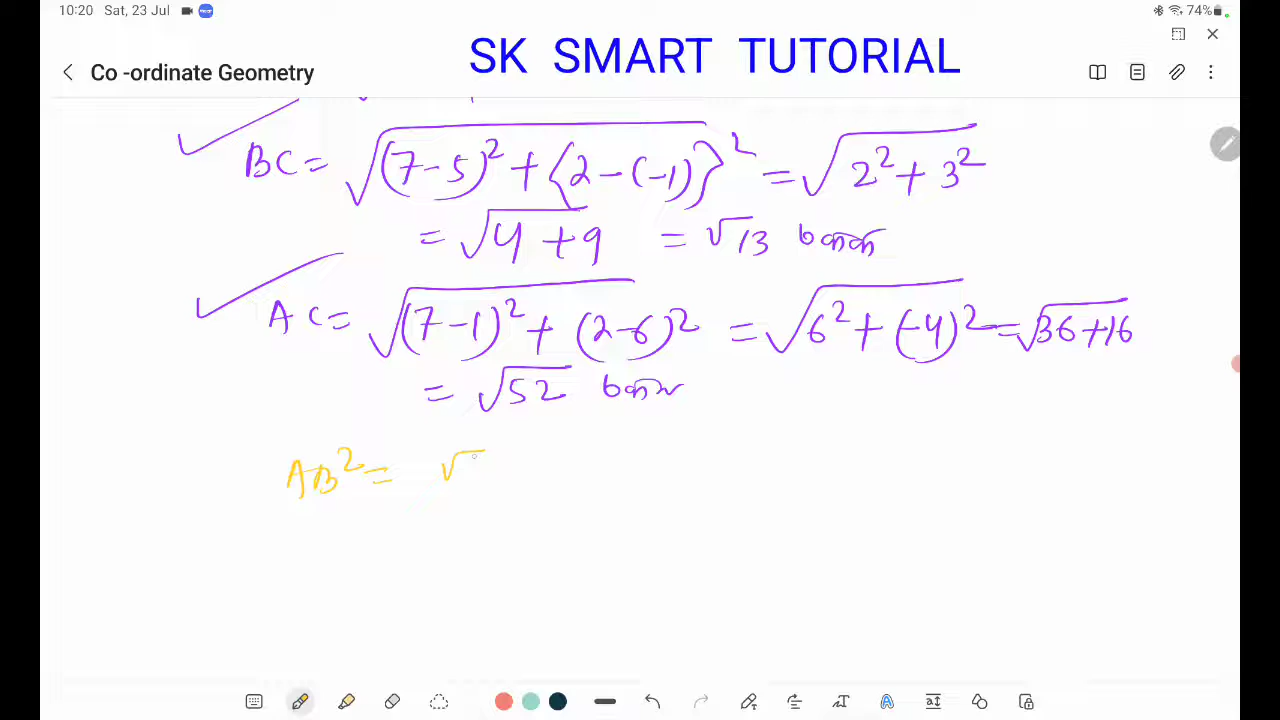 10:20 Sat, 23 Jul 74%
SK SMART TUTORIAL
Co -ordinate Geometry
BC = √(7-5)² + {2-(-1)}² = √2² + 3²
= √4 + 9 = √13 একক
AC = √(7-1)² + (2-6)² = √6² + (-4)² = √36 + 16
= √52 একক
AB² = √